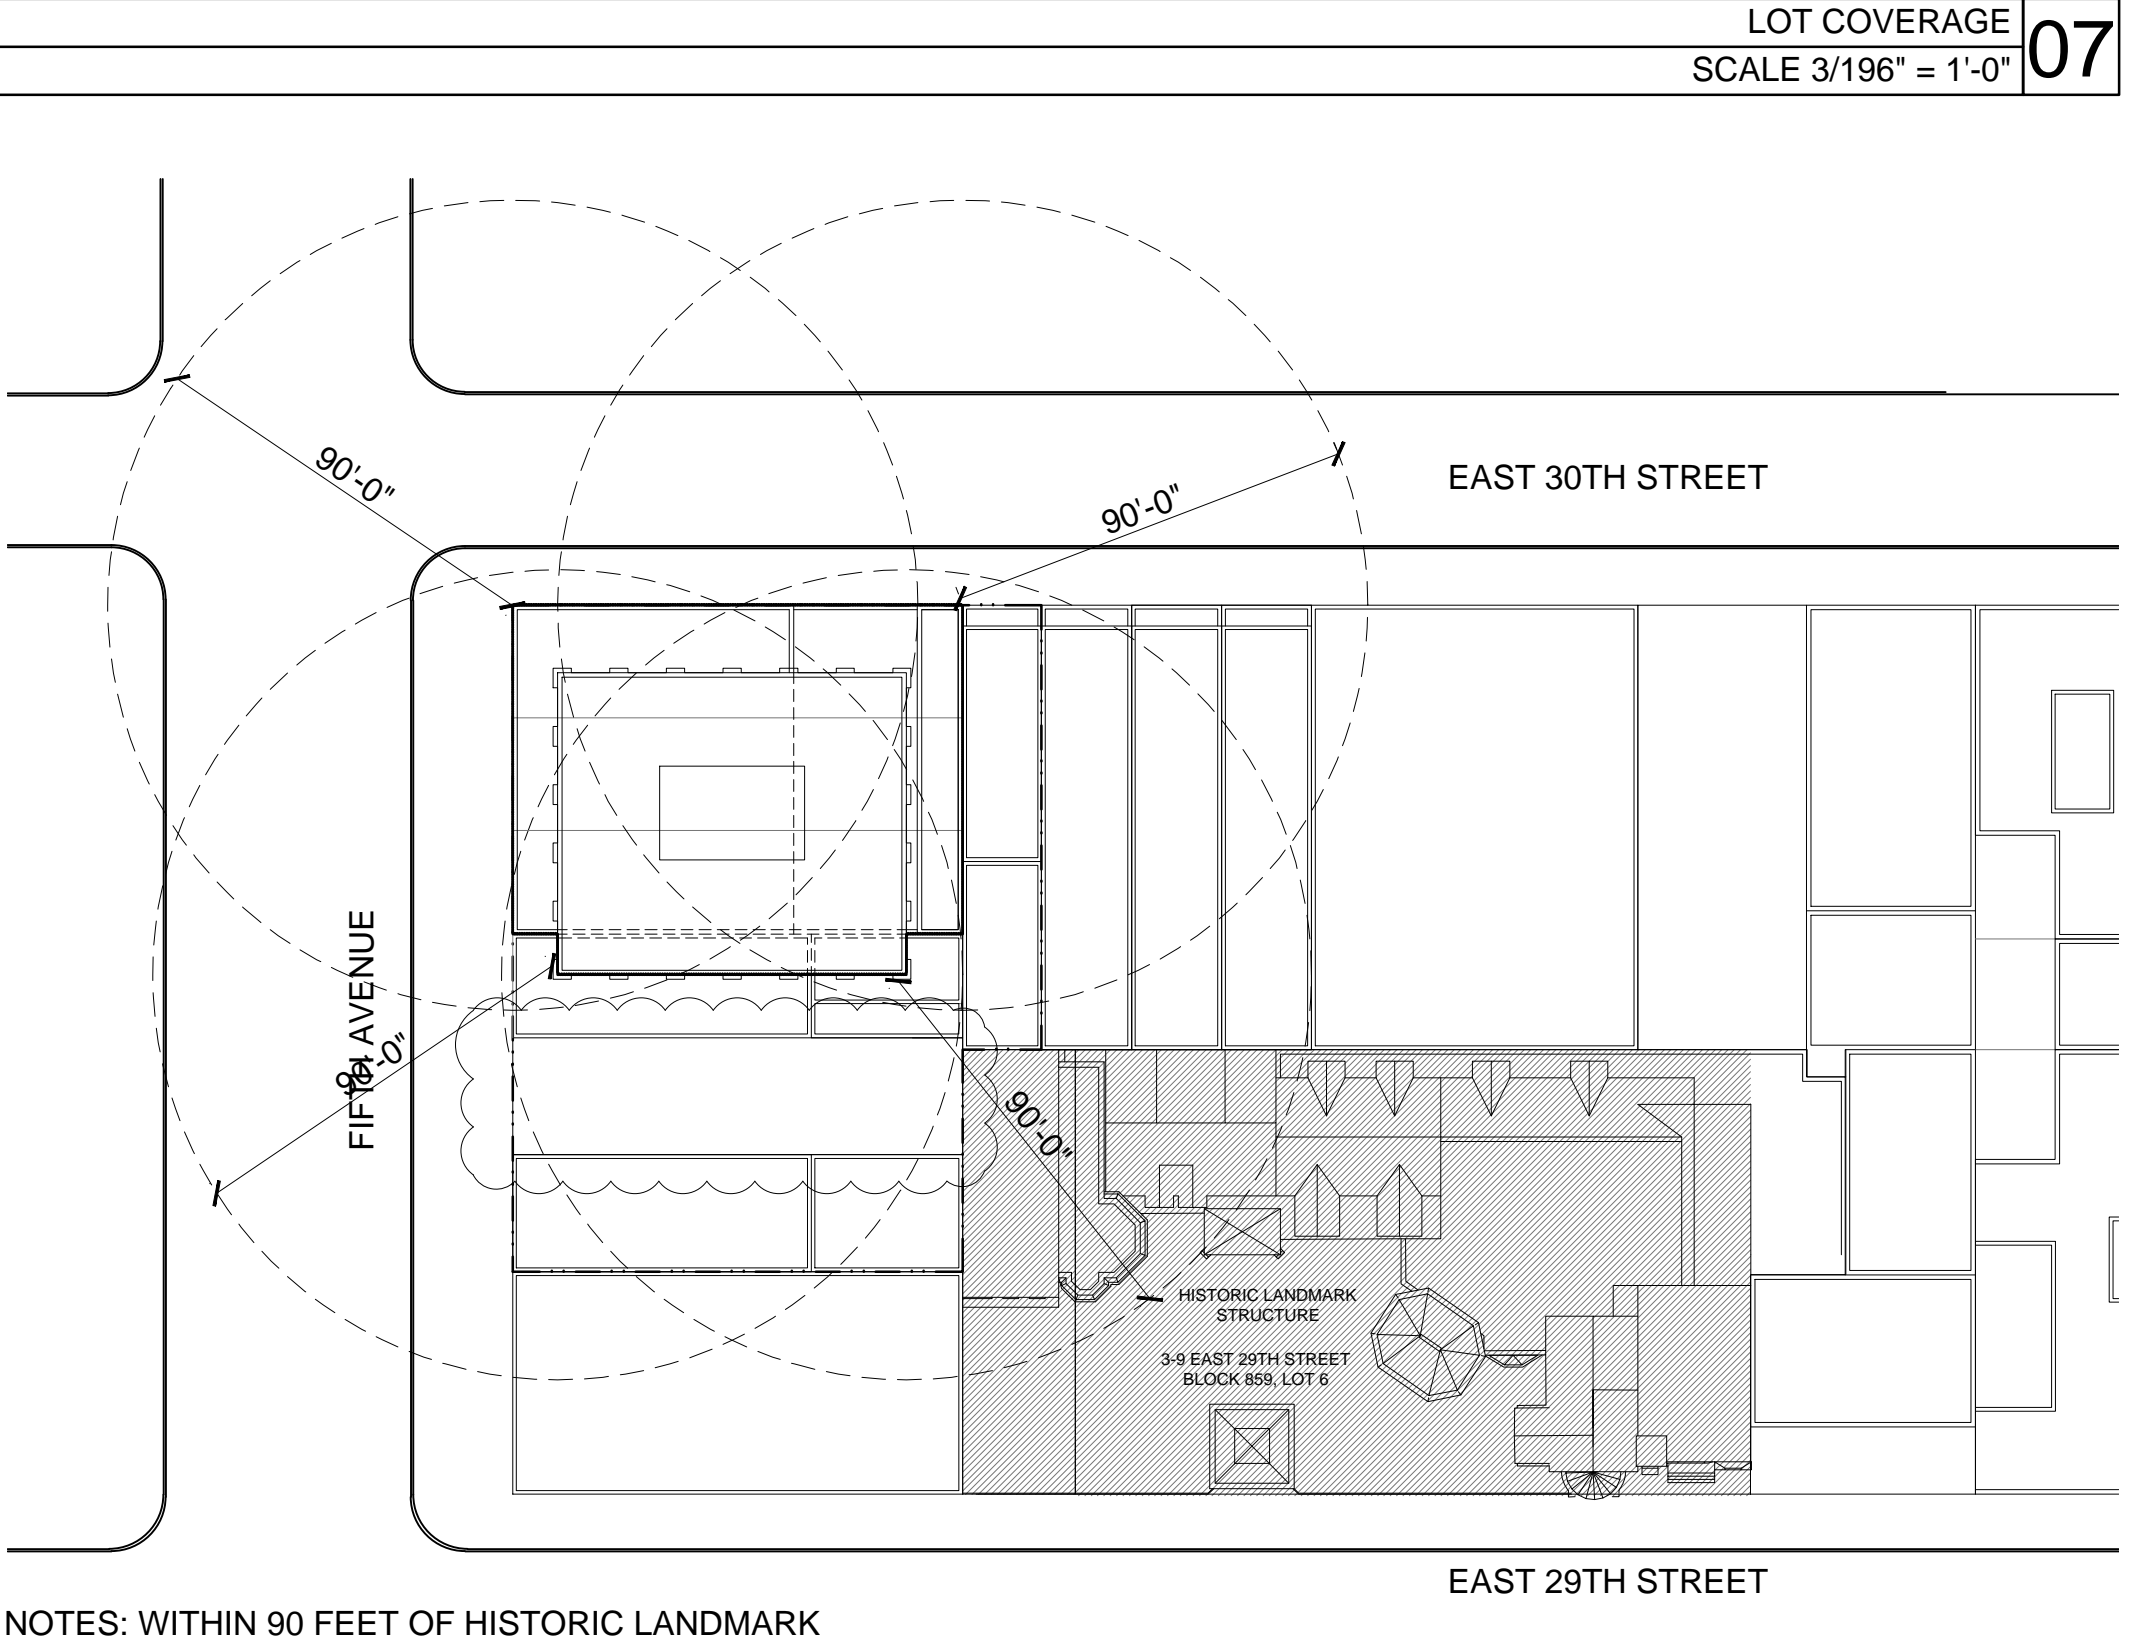 LOT COVERAGE
SCALE 3/196" = 1'-0"
07
90'-0"
90'-0"
EAST 30TH STREET
FIFTH AVENUE
90'-0"
90'-0"
HISTORIC LANDMARK
STRUCTURE
3-9 EAST 29TH STREET
BLOCK 859, LOT 6
EAST 29TH STREET
NOTES: WITHIN 90 FEET OF HISTORIC LANDMARK